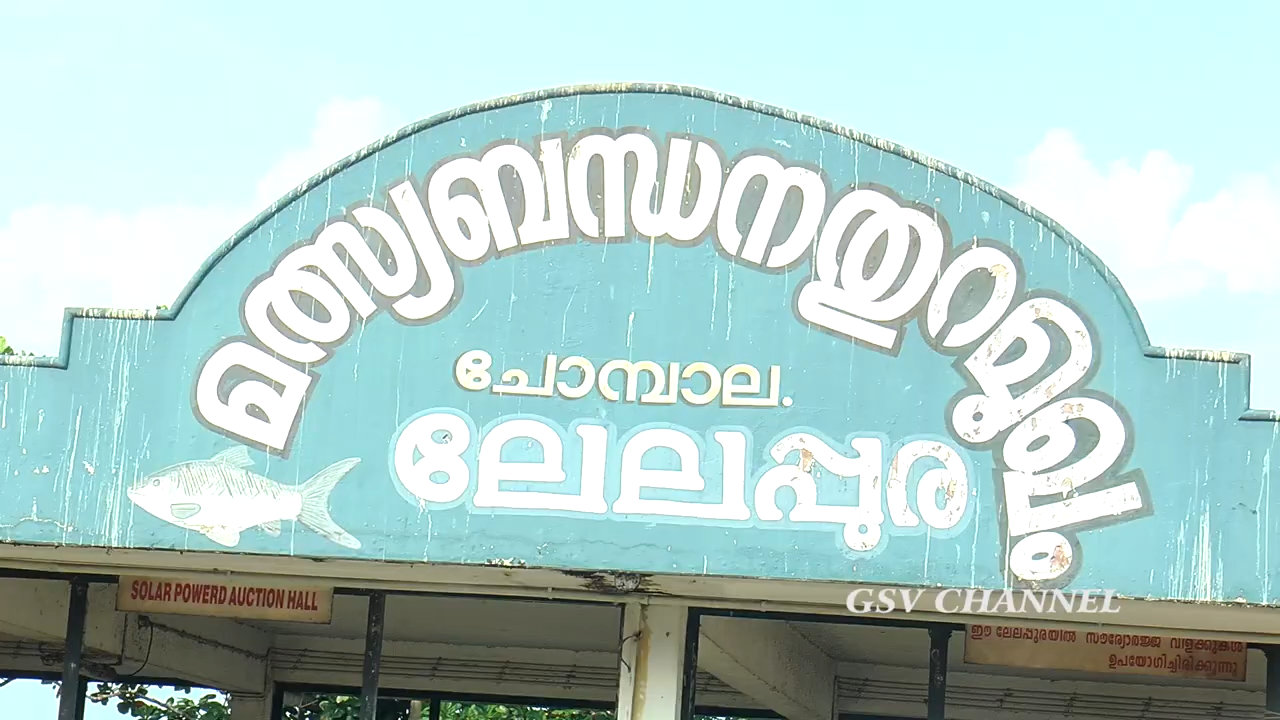 മത്സ്യബന്ധനതുറമുഖം
ചോമ്പാല.
ലേലപ്പുര
SOLAR POWERD AUCTION HALL
GSV CHANNEL
ഈ ലേലപുരയിൽ സൗര്യോർജ്ജ വിളക്കുകൾ
ഉപയോഗിച്ചിരിക്കുന്നു